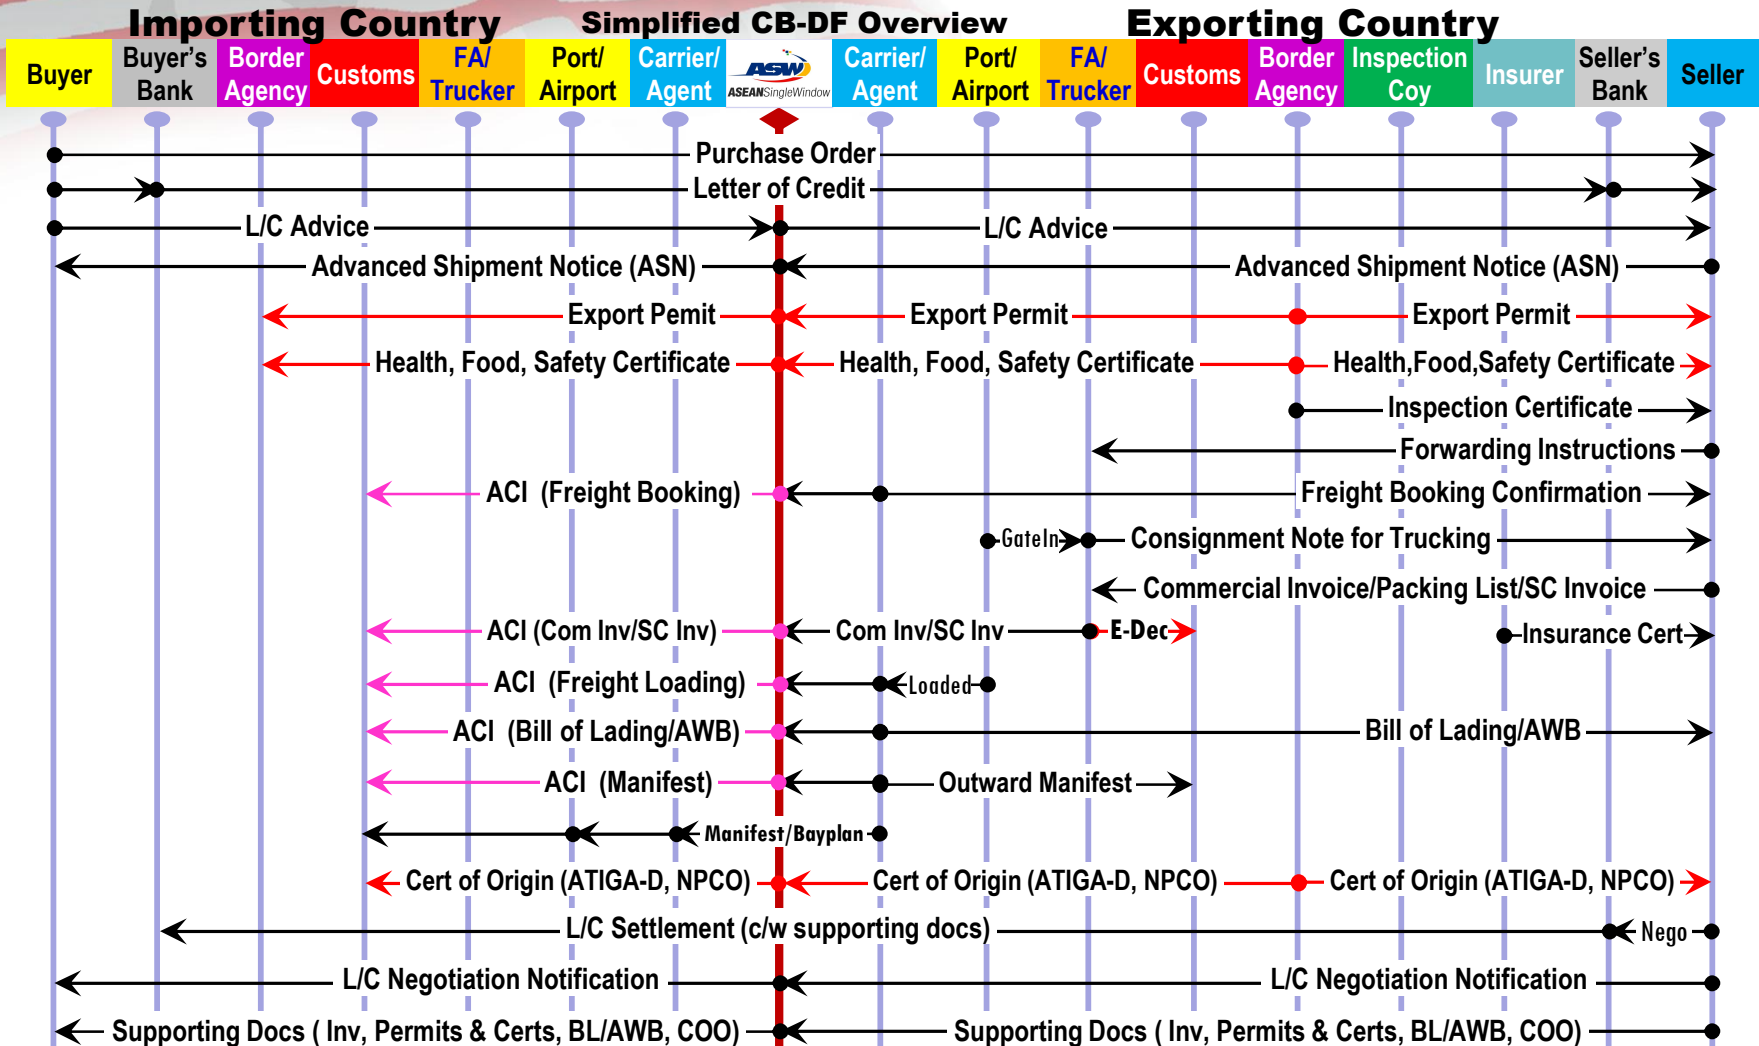 Importing Country
Simplified CB-DF Overview
Exporting Country
Buyer
Buyer's
Bank
Border
Agency
Customs
FA/
Trucker
Port/
Airport
Carrier/
Agent
ASW
ASEANSingleWindow
Carrier/
Agent
Port/
Airport
FA/
Trucker
Customs
Border
Agency
Inspection
Coy
Insurer
Seller's
Bank
Seller
Purchase Order
Letter of Credit
L/C Advice
L/C Advice
Advanced Shipment Notice (ASN)
Advanced Shipment Notice (ASN)
Export Pemit
Export Permit
Export Permit
Health, Food, Safety Certificate
Health, Food, Safety Certificate
Health,Food,Safety Certificate
Inspection Certificate
Forwarding Instructions
ACI (Freight Booking)
Freight Booking Confirmation
GateIn
Consignment Note for Trucking
Commercial Invoice/Packing List/SC Invoice
ACI (Com Inv/SC Inv)
Com Inv/SC Inv
E-Dec
Insurance Cert
ACI (Freight Loading)
Loaded
ACI (Bill of Lading/AWB)
Bill of Lading/AWB
ACI (Manifest)
Outward Manifest
Manifest/Bayplan
Cert of Origin (ATIGA-D, NPCO)
Cert of Origin (ATIGA-D, NPCO)
Cert of Origin (ATIGA-D, NPCO)
L/C Settlement (c/w supporting docs)
Nego
L/C Negotiation Notification
L/C Negotiation Notification
Supporting Docs ( Inv, Permits & Certs, BL/AWB, COO)
Supporting Docs ( Inv, Permits & Certs, BL/AWB, COO)